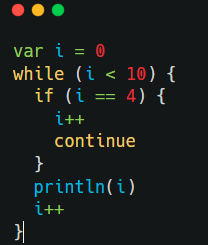 var i = 0
while (i < 10) {
  if (i == 4) {
    i++
    continue
  }
  println(i)
  i++
}